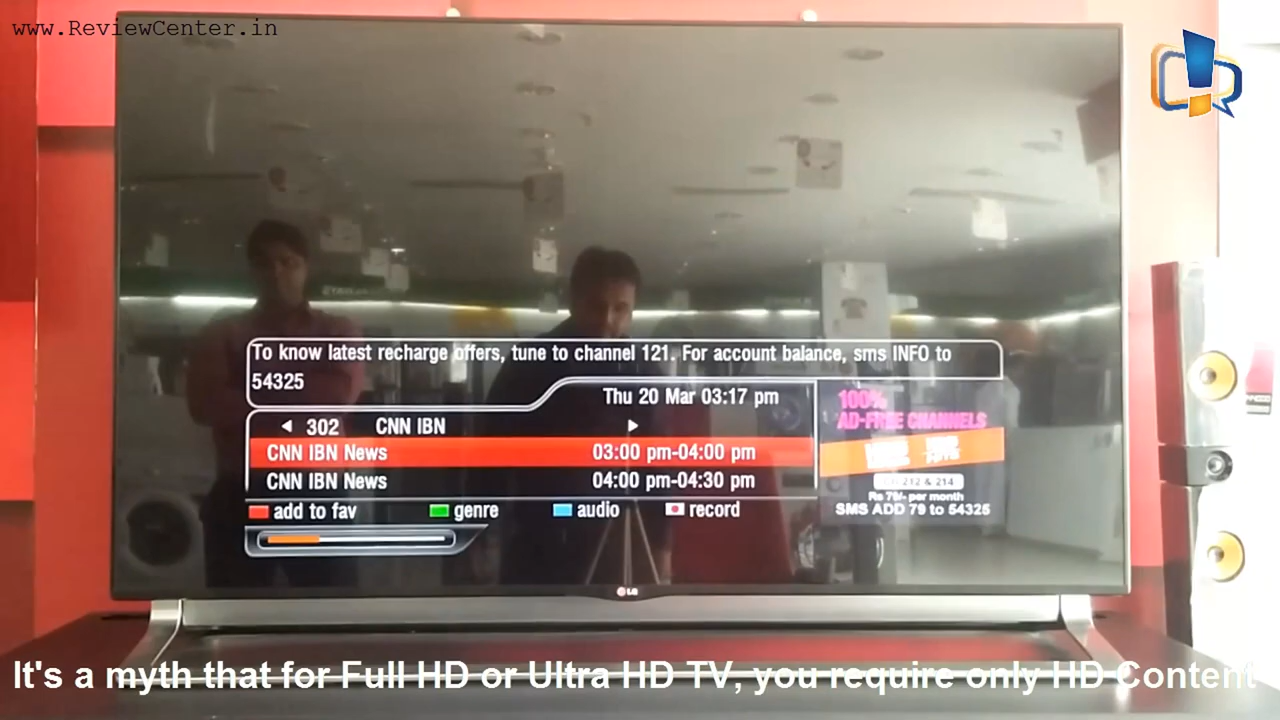 www.ReviewCenter.in
To know latest recharge offers, tune to channel 121. For account balance, sms INFO to
54325
Thu 20 Mar 03:17 pm
302 CNN IBN
CNN IBN News 03:00 pm-04:00 pm
CNN IBN News 04:00 pm-04:30 pm
add to fav genre audio record
100%
AD-FREE CHANNELS
212 & 214
Rs 79/- per month
SMS ADD 79 to 54325
LG
It's a myth that for Full HD or Ultra HD TV, you require only HD Content